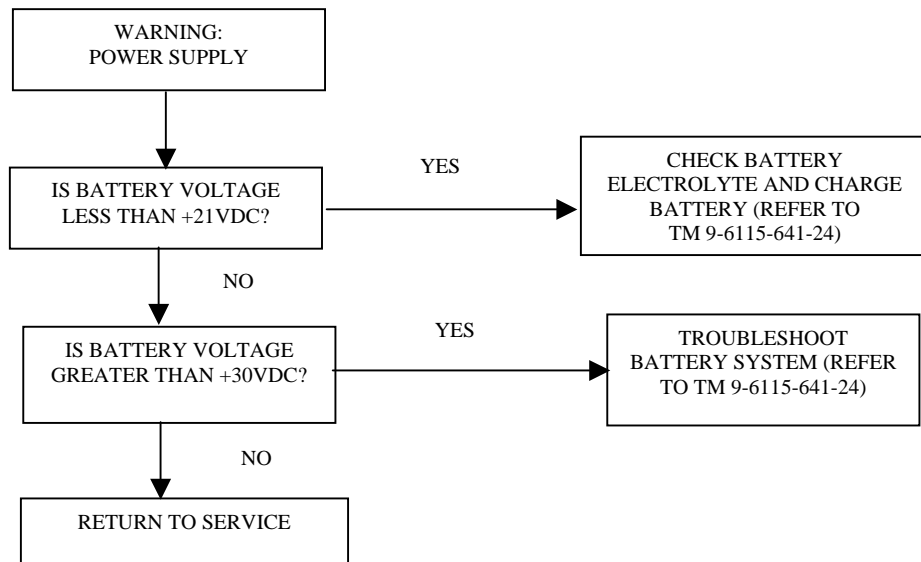 WARNING:
POWER SUPPLY
IS BATTERY VOLTAGE
LESS THAN +21VDC?
YES
CHECK BATTERY
ELECTROLYTE AND CHARGE
BATTERY (REFER TO
TM 9-6115-641-24)
NO
IS BATTERY VOLTAGE
GREATER THAN +30VDC?
YES
TROUBLESHOOT
BATTERY SYSTEM (REFER
TO TM 9-6115-641-24)
NO
RETURN TO SERVICE